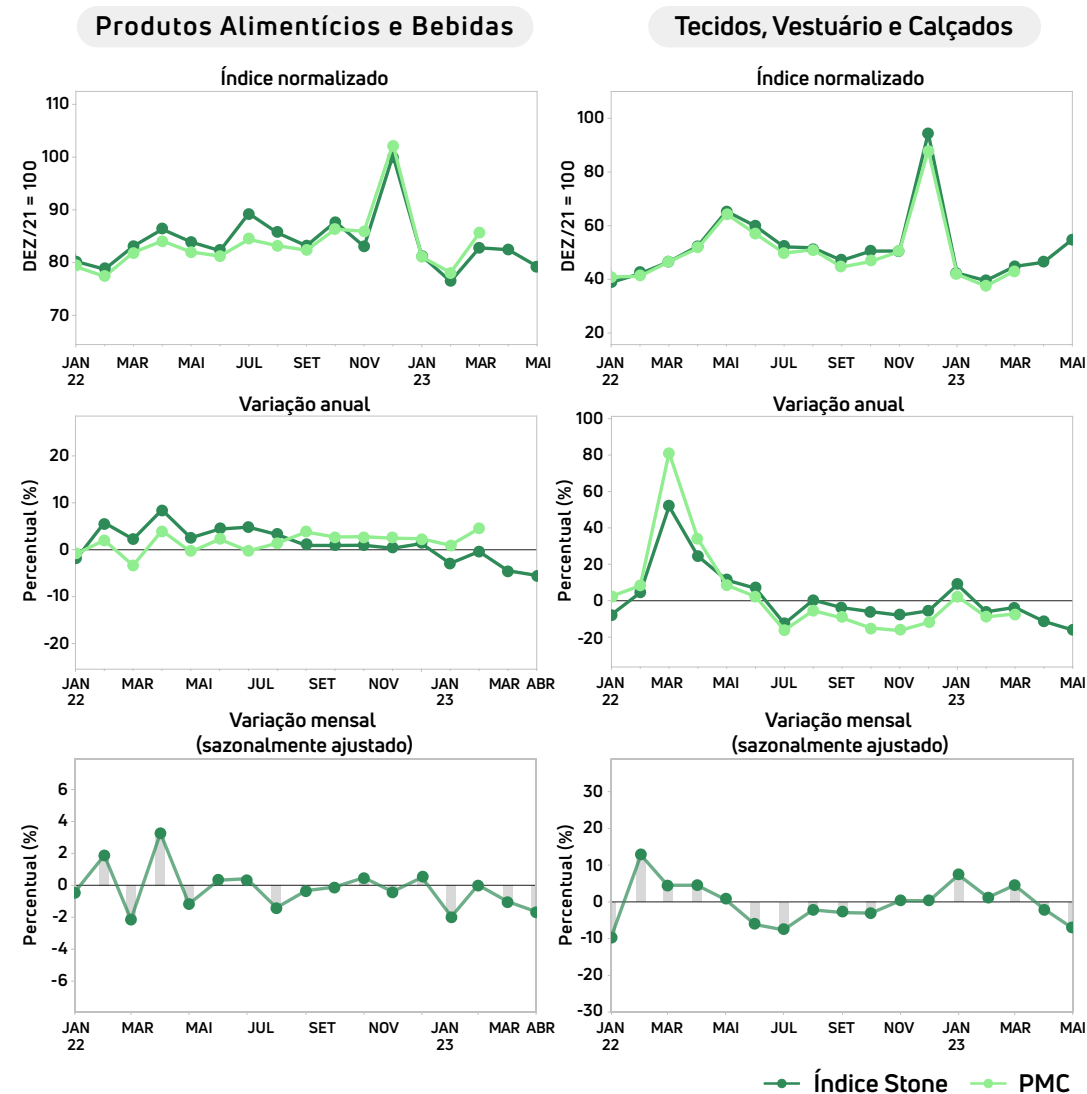 Produtos Alimentícios e Bebidas
Índice normalizado
DEZ/21 = 100
110
100
90
80
70
JAN MAR MAI JUL SET NOV JAN MAR MAI
22 23
Variação anual
Percentual (%)
20
10
0
-10
-20
JAN MAR MAI JUL SET NOV JAN MAR ABR
22 23
Variação mensal
(sazonalmente ajustado)
Percentual (%)
6
4
2
0
-2
-4
-6
JAN MAR MAI JUL SET NOV JAN MAR ABR
22 23
Tecidos, Vestuário e Calçados
Índice normalizado
DEZ/21 = 100
100
80
60
40
20
JAN MAR MAI JUL SET NOV JAN MAR MAI
22 23
Variação anual
Percentual (%)
100
80
60
40
20
0
-20
JAN MAR MAI JUL SET NOV JAN MAR MAI
22 23
Variação mensal
(sazonalmente ajustado)
Percentual (%)
30
20
10
0
-10
-20
-30
JAN MAR MAI JUL SET NOV JAN MAR MAI
22 23
Índice Stone PMC